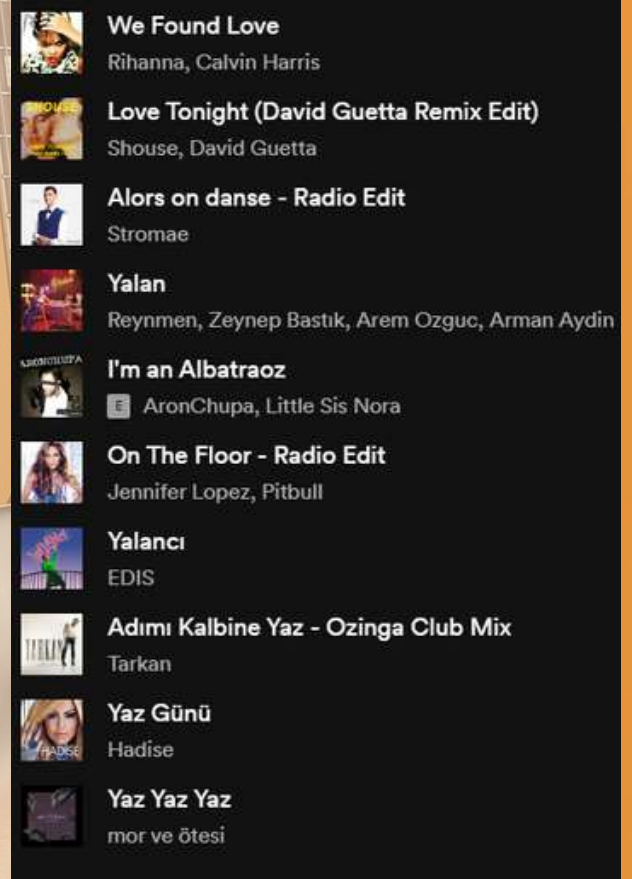 We Found Love
Rihanna, Calvin Harris
Love Tonight (David Guetta Remix Edit)
Shouse, David Guetta
Alors on danse - Radio Edit
Stromae
Yalan
Reynmen, Zeynep Bastık, Arem Ozguc, Arman Aydin
I'm an Albatraoz
E AronChupa, Little Sis Nora
On The Floor - Radio Edit
Jennifer Lopez, Pitbull
Yalancı
EDIS
Adımı Kalbine Yaz - Ozinga Club Mix
TARKAN
Tarkan
Yaz Günü
HADISE
Hadise
Yaz Yaz Yaz
mor ve ötesi